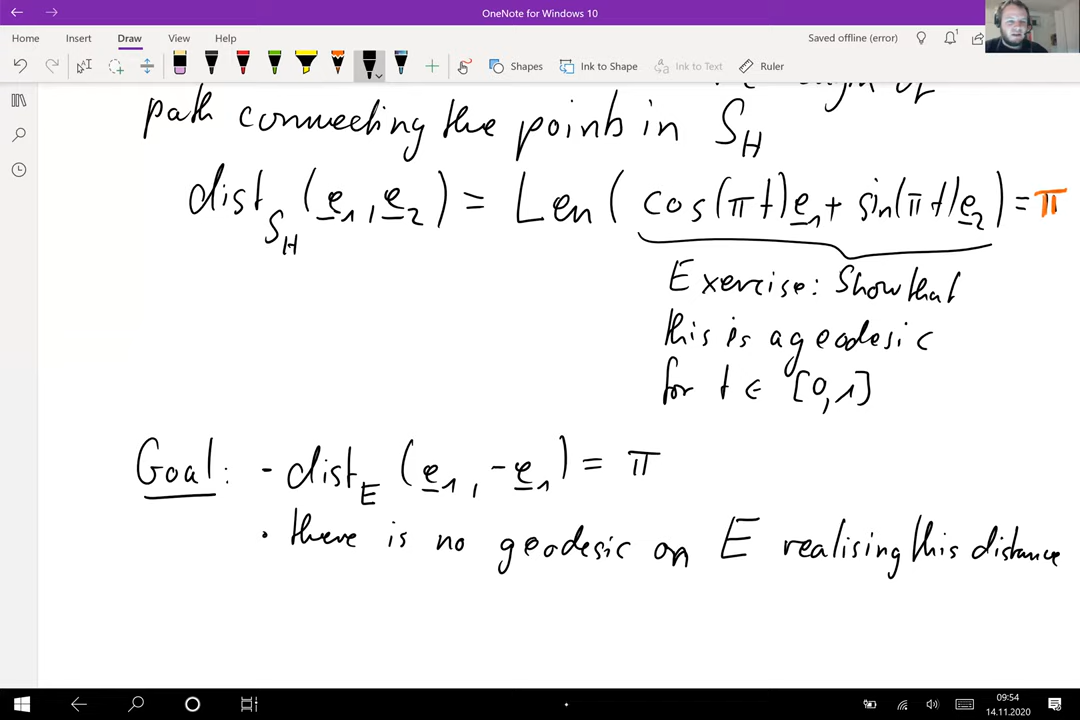 OneNote for Windows 10
Home Insert Draw View Help Saved offline (error)
Shapes Ink to Shape Ink to Text Ruler
of
path connecting the points in S_H
dist_{S_H} (e_1, e_2) = Len ( cos(πt)e_1 + sin(πt)e_2 ) = π
Exercise: Show that
this is a geodesic
for t ∈ [0,1]
Goal: - dist_E (e_1, -e_1) = π
· there is no geodesic on E realising this distance
09:54
14.11.2020